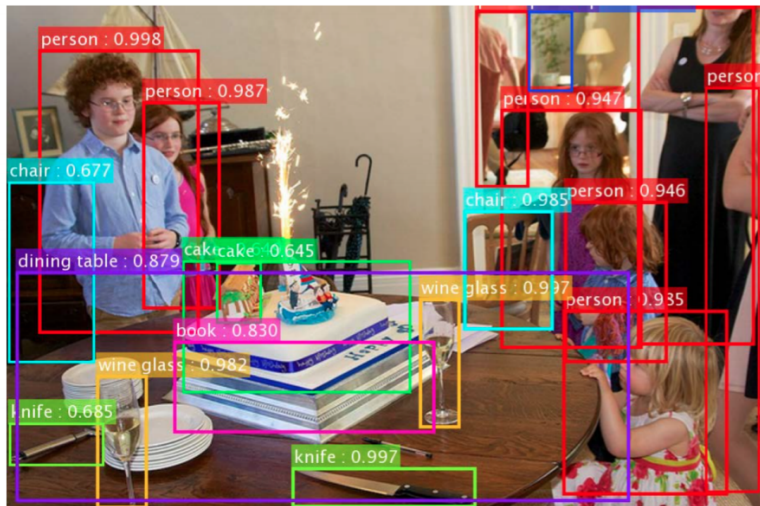 person : 0.998
person : 0.987
person : 0.947
person
chair : 0.677
chair : 0.985
person : 0.946
cake
cake : 0.645
dining table : 0.879
wine glass : 0.997
person : 0.985
book : 0.830
wine glass : 0.982
knife : 0.685
knife : 0.997